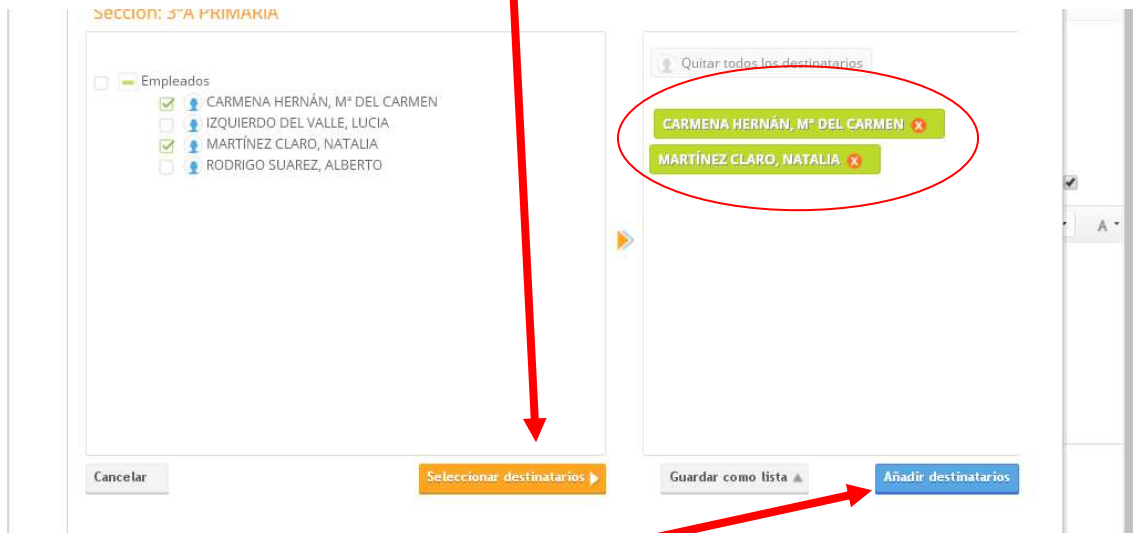 Sección: 3ºA PRIMARIA
Empleados
CARMENA HERNÁN, Mª DEL CARMEN
IZQUIERDO DEL VALLE, LUCIA
MARTÍNEZ CLARO, NATALIA
RODRIGO SUAREZ, ALBERTO
Quitar todos los destinatarios
CARMENA HERNÁN, Mª DEL CARMEN
MARTÍNEZ CLARO, NATALIA
A
Cancelar
Seleccionar destinatarios
Guardar como lista
Añadir destinatarios